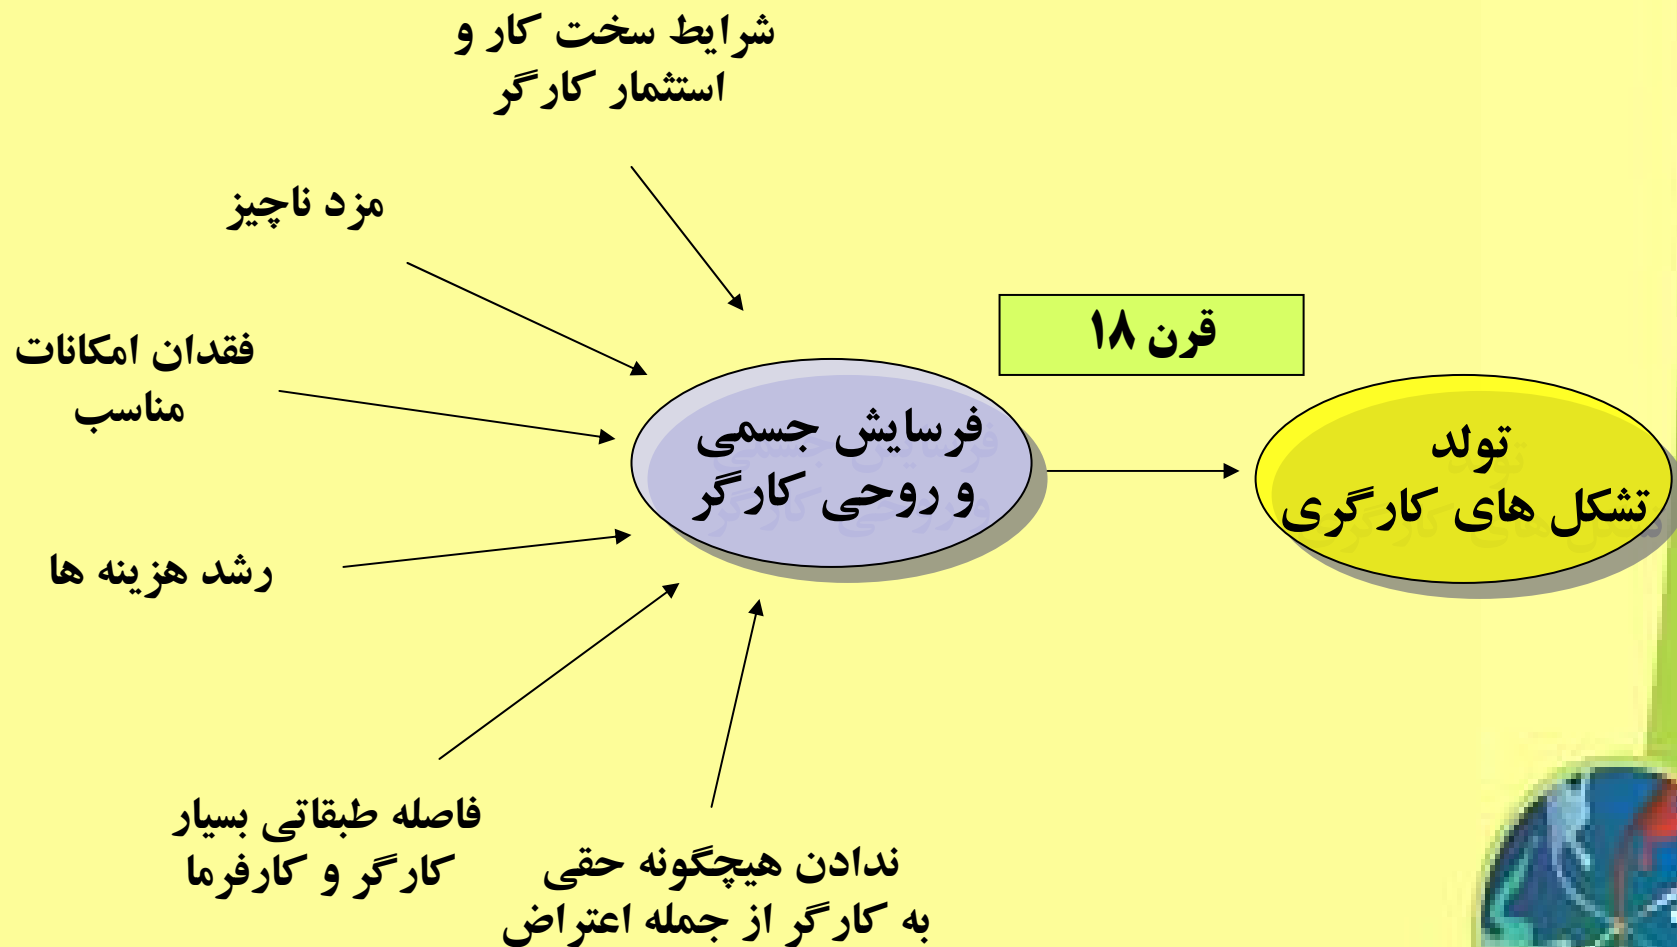 شرایط سخت کار و
استثمار کارگر
مزد ناچیز
فقدان امکانات
مناسب
رشد هزینه ها
فاصله طبقاتی بسیار
کارگر و کارفرما
ندادن هیچگونه حقی
به کارگر از جمله اعتراض
فرسایش جسمی
و روحی کارگر
قرن ۱۸
تولد
تشکل های کارگری